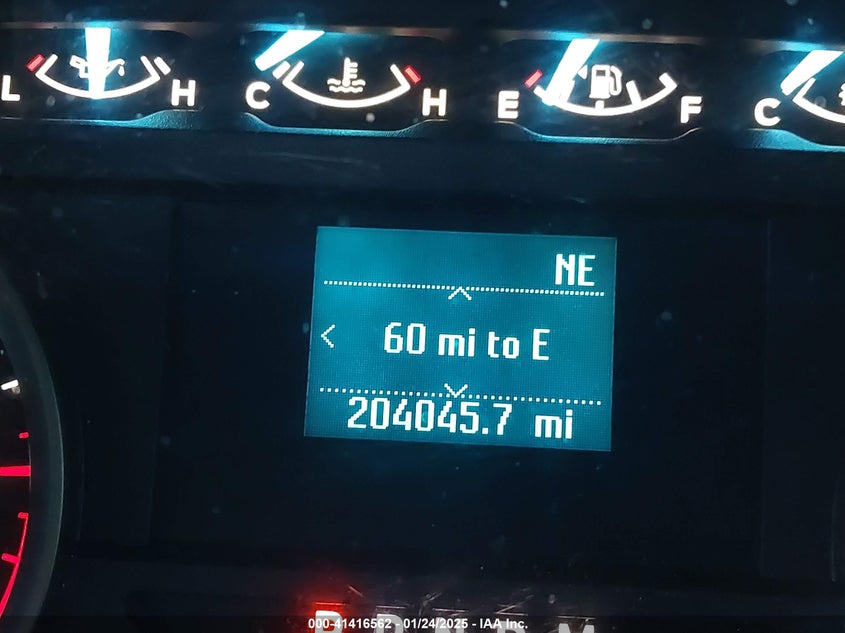 L H C H E F C
NE
60 mi to E
204045.7 mi
P R N D M
000-41416562 - 01/24/2025 - IAA Inc.